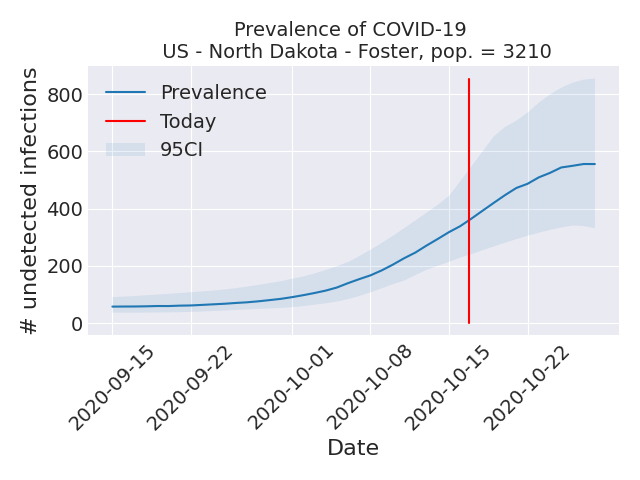 Prevalence of COVID-19
US - North Dakota - Foster, pop. = 3210
# undetected infections
800
600
400
200
0
Prevalence
Today
95CI
2020-09-15
2020-09-22
2020-10-01
2020-10-08
2020-10-15
2020-10-22
Date